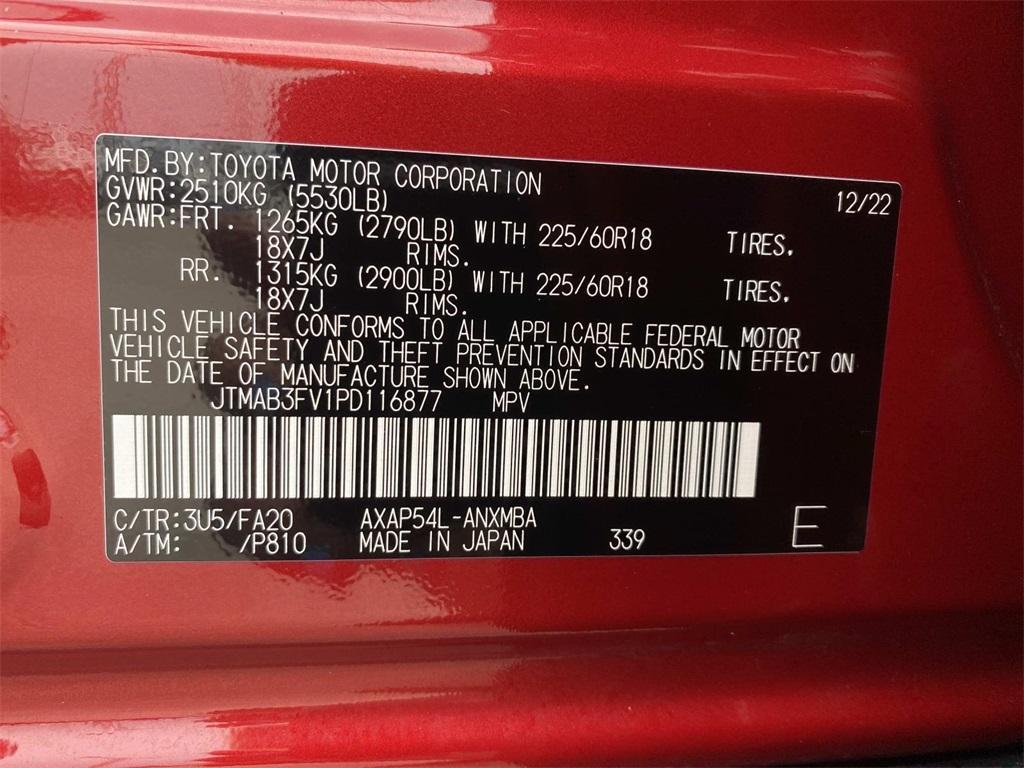 MFD. BY:TOYOTA MOTOR CORPORATION 12/22
GVWR:2510KG (5530LB)
GAWR:FRT. 1265KG (2790LB) WITH 225/60R18 TIRES.
18X7J RIMS.
RR. 1315KG (2900LB) WITH 225/60R18 TIRES.
18X7J RIMS.
THIS VEHICLE CONFORMS TO ALL APPLICABLE FEDERAL MOTOR
VEHICLE SAFETY AND THEFT PREVENTION STANDARDS IN EFFECT ON
THE DATE OF MANUFACTURE SHOWN ABOVE.
JTMAB3FV1PD116877 MPV
C/TR:3U5/FA20 AXAP54L-ANXMBA
A/TM: /P810 MADE IN JAPAN 339 E